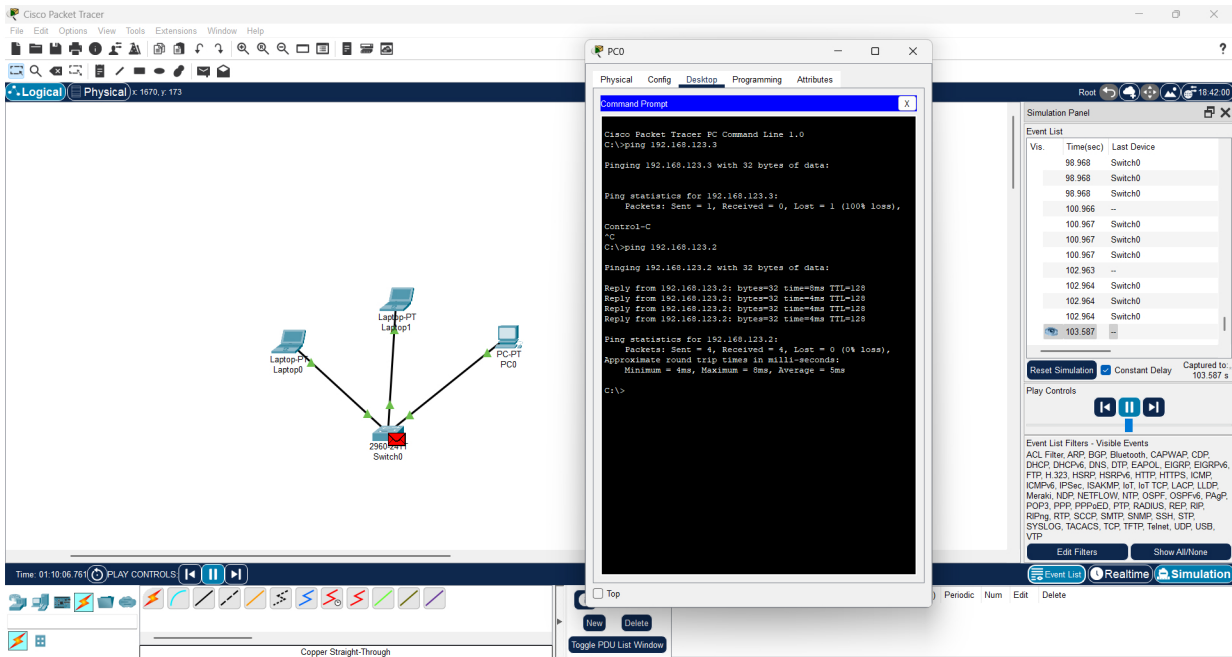 Cisco Packet Tracer
File Edit Options View Tools Extensions Window Help
Logical Physical x: 1670, y: 173
Root 18:42:00
PC0
Physical Config Desktop Programming Attributes
Command Prompt X
Cisco Packet Tracer PC Command Line 1.0
C:\>ping 192.168.123.3
Pinging 192.168.123.3 with 32 bytes of data:
Ping statistics for 192.168.123.3:
Packets: Sent = 1, Received = 0, Lost = 1 (100% loss),
Control-C
^C
C:\>ping 192.168.123.2
Pinging 192.168.123.2 with 32 bytes of data:
Reply from 192.168.123.2: bytes=32 time=8ms TTL=128
Reply from 192.168.123.2: bytes=32 time=4ms TTL=128
Reply from 192.168.123.2: bytes=32 time=4ms TTL=128
Reply from 192.168.123.2: bytes=32 time=4ms TTL=128
Ping statistics for 192.168.123.2:
Packets: Sent = 4, Received = 4, Lost = 0 (0% loss),
Approximate round trip times in milli-seconds:
Minimum = 4ms, Maximum = 8ms, Average = 5ms
C:\>
Top
Laptop-PT
Laptop1
Laptop-PT
Laptop0
PC-PT
PC0
2960-24TT
Switch0
Simulation Panel
Event List
Vis. Time(sec) Last Device
98.968 Switch0
98.968 Switch0
98.968 Switch0
100.966 --
100.967 Switch0
100.967 Switch0
100.967 Switch0
102.963 --
102.964 Switch0
102.964 Switch0
102.964 Switch0
103.587 --
Reset Simulation Constant Delay Captured to:
103.587 s
Play Controls
Event List Filters - Visible Events
ACL Filter, ARP, BGP, Bluetooth, CAPWAP, CDP,
DHCP, DHCPv6, DNS, DTP, EAPOL, EIGRP, EIGRPv6,
FTP, H.323, HSRP, HSRPv6, HTTP, HTTPS, ICMP,
ICMPv6, IPSec, ISAKMP, IoT, IoT TCP, LACP, LLDP,
Meraki, NDP, NETFLOW, NTP, OSPF, OSPFv6, PAgP,
POP3, PPP, PPPoED, PTP, RADIUS, REP, RIP,
RIPng, RTP, SCCP, SMTP, SNMP, SSH, STP,
SYSLOG, TACACS, TCP, TFTP, Telnet, UDP, USB,
VTP
Edit Filters Show All/None
Time: 01:10:06.761 PLAY CONTROLS:
Event List Realtime Simulation
) Periodic Num Edit Delete
New Delete
Toggle PDU List Window
Copper Straight-Through